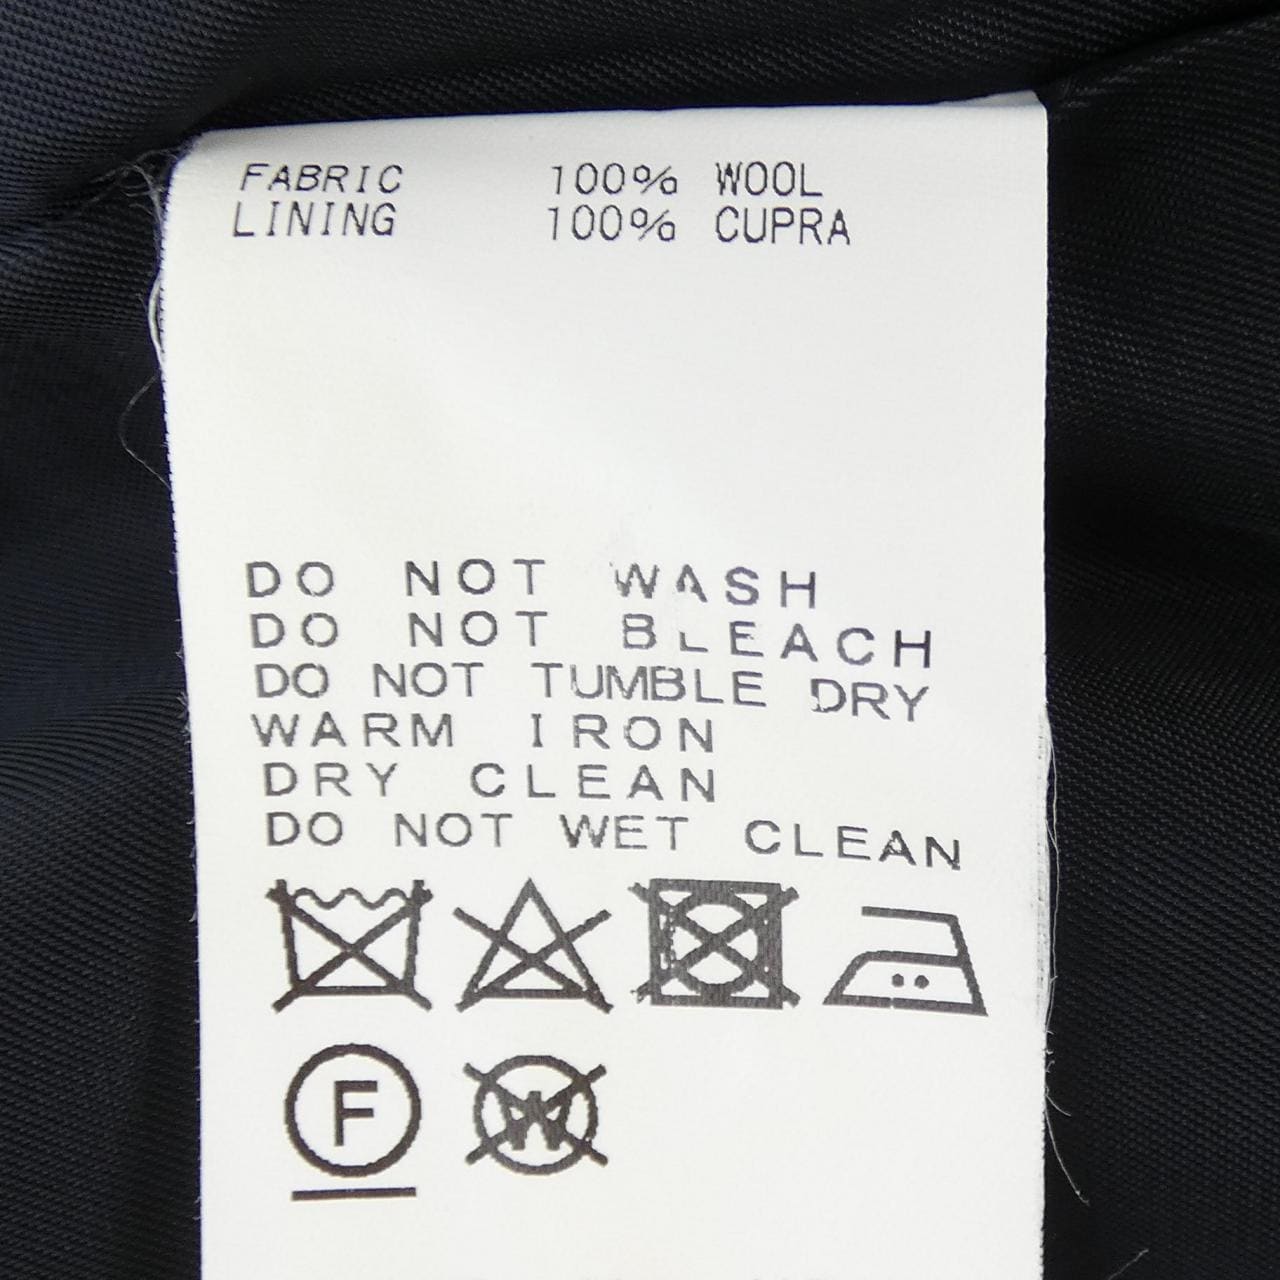 FABRIC 100% WOOL
LINING 100% CUPRA
DO NOT WASH
DO NOT BLEACH
DO NOT TUMBLE DRY
WARM IRON
DRY CLEAN
DO NOT WET CLEAN
F W